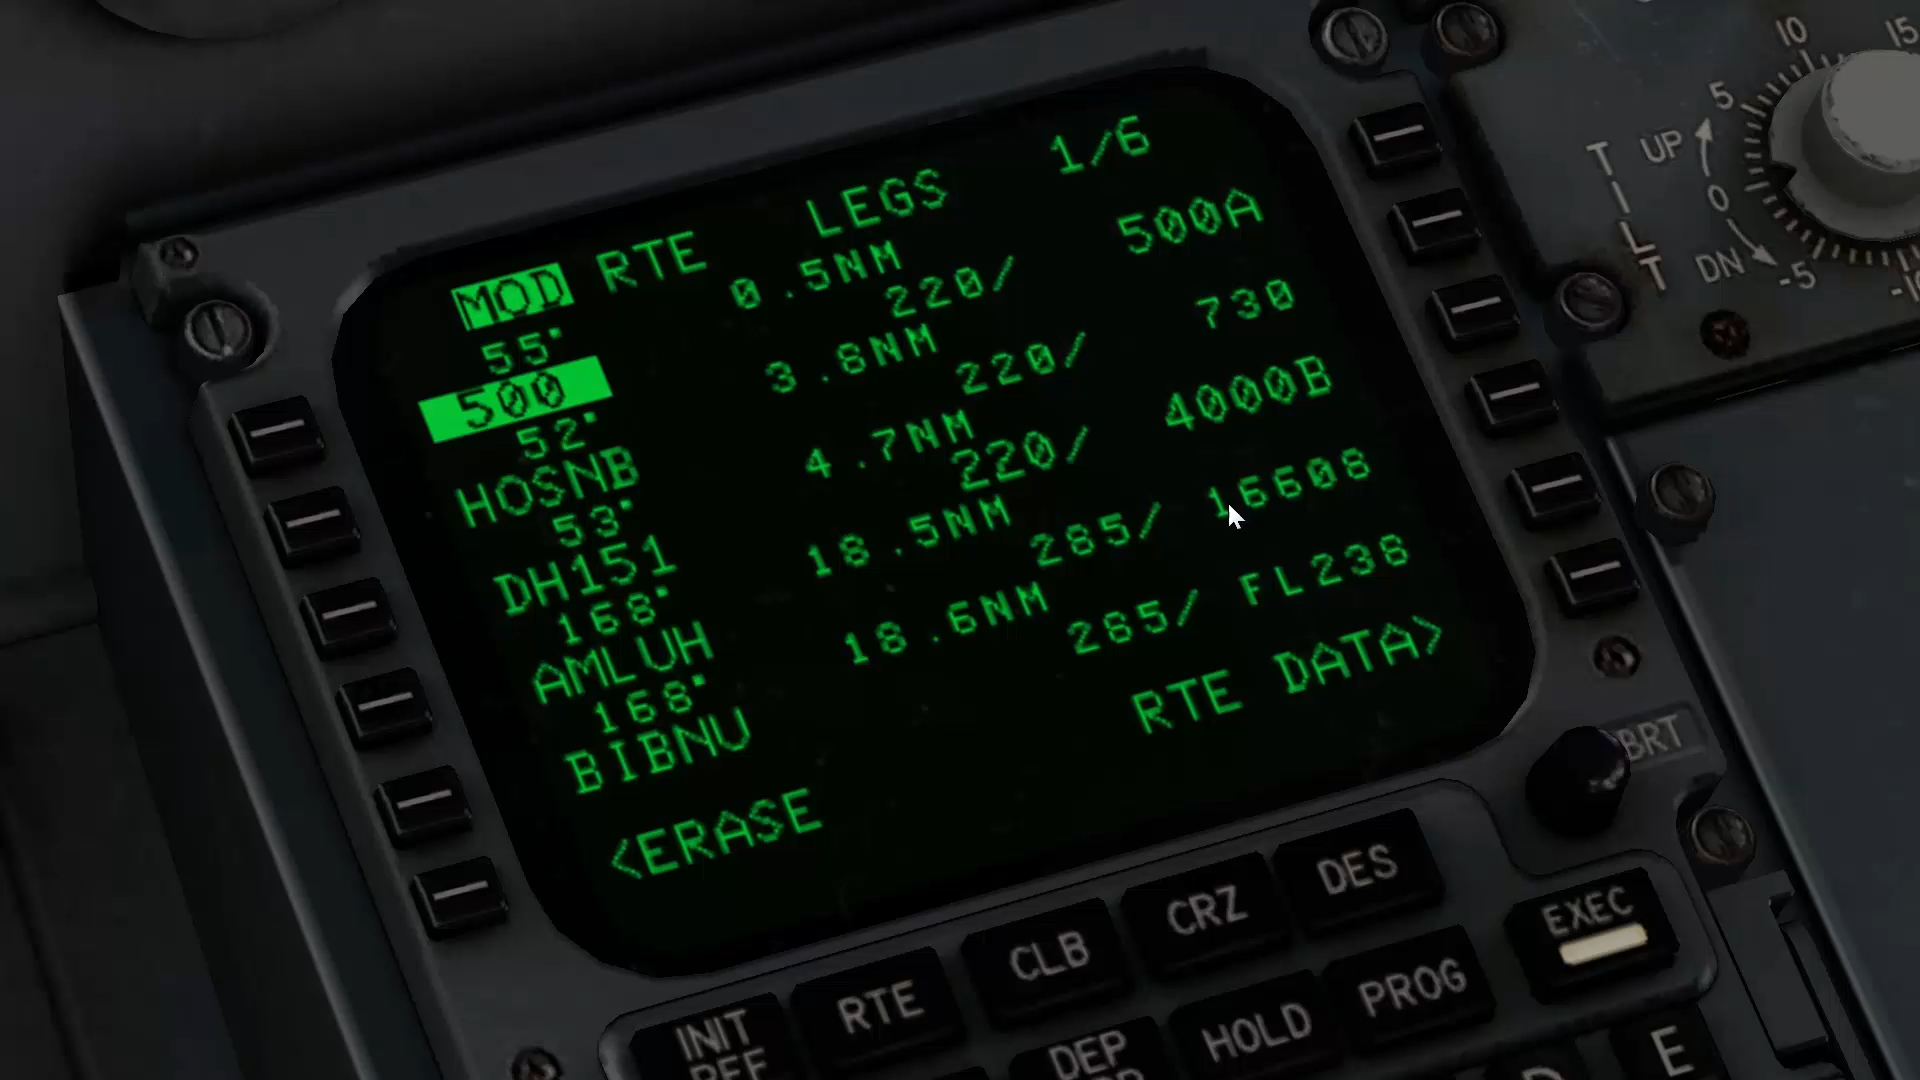 MOD RTE LEGS 1/6
55° 0.5NM
500 220/ 500A
52° 3.8NM
HOSNB 220/ 730
53° 4.7NM
DH151 220/ 4000B
168° 18.5NM
AMLUH 285/ 16608
168° 18.6NM
BIBNU 285/ FL238
<ERASE RTE DATA>
BRT
INIT REF
RTE
CLB
CRZ
DES
EXEC
DEP
HOLD
PROG
E
TILT
UP
DN
15
10
5
0
-5